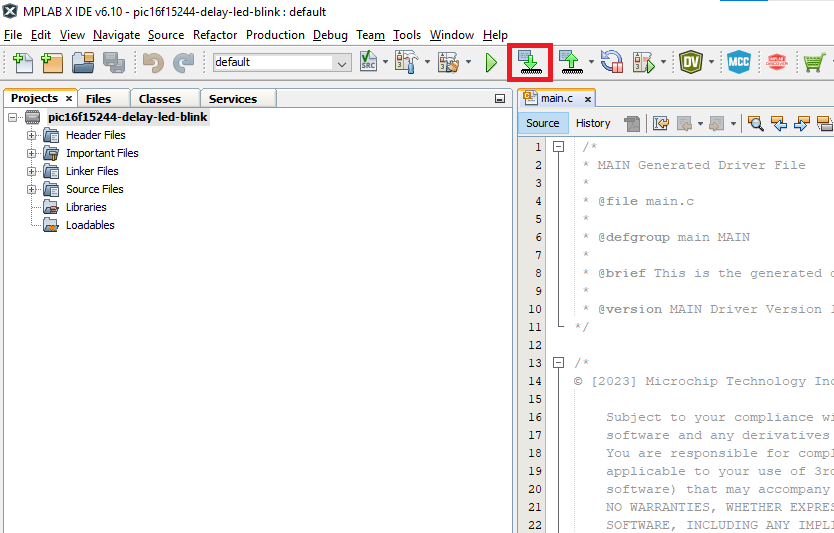 MPLAB X IDE v6.10 - pic16f15244-delay-led-blink : default
File Edit View Navigate Source Refactor Production Debug Team Tools Window Help
default
SRC
DV
MCC
Projects × Files Classes Services
main.c ×
pic16f15244-delay-led-blink
Header Files
Important Files
Linker Files
Source Files
Libraries
Loadables
Source History
1 /*
2 * MAIN Generated Driver File
3 *
4 * @file main.c
5 *
6 * @defgroup main MAIN
7 *
8 * @brief This is the generated
9 *
10 * @version MAIN Driver Version
11 */
12
13 /*
14 © [2023] Microchip Technology Inc
15
16 Subject to your compliance wi
17 software and any derivatives
18 You are responsible for compl
19 applicable to your use of 3rd
20 software) that may accompany
21 NO WARRANTIES, WHETHER EXPRES
22 SOFTWARE, INCLUDING ANY IMPLI